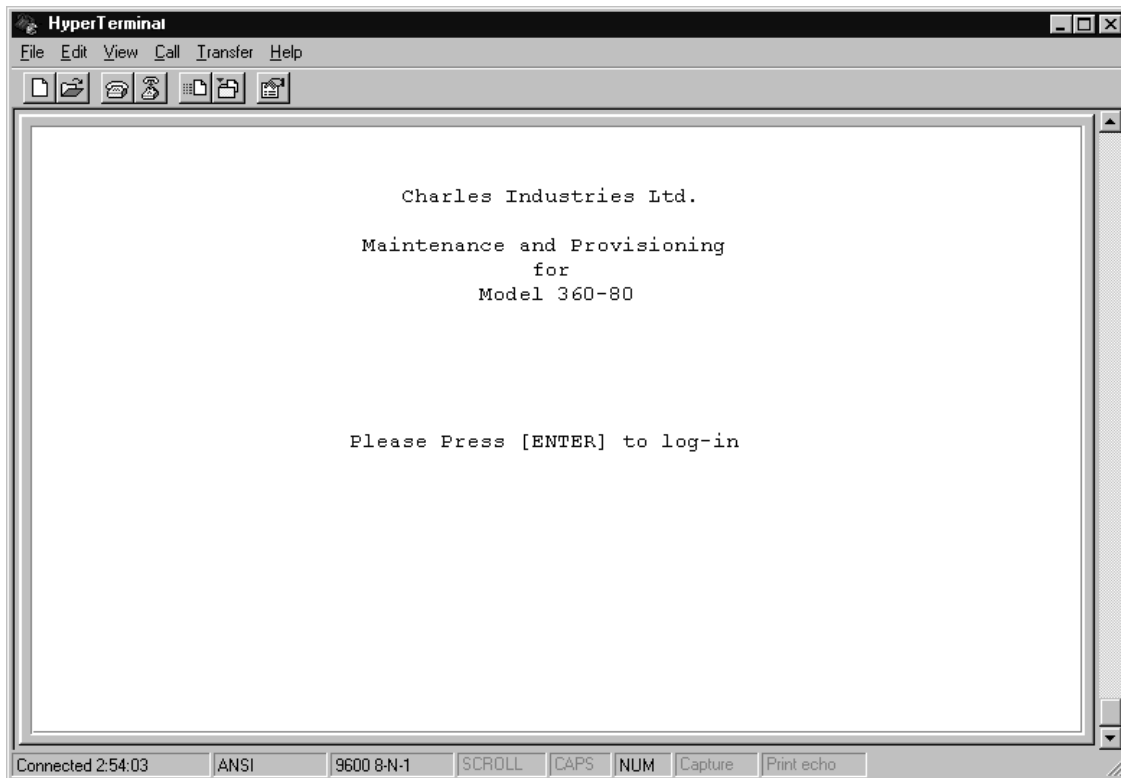 HyperTerminal
File Edit View Call Transfer Help
Charles Industries Ltd.
Maintenance and Provisioning
for
Model 360-80
Please Press [ENTER] to log-in
Connected 2:54:03 ANSI 9600 8-N-1 SCROLL CAPS NUM Capture Print echo